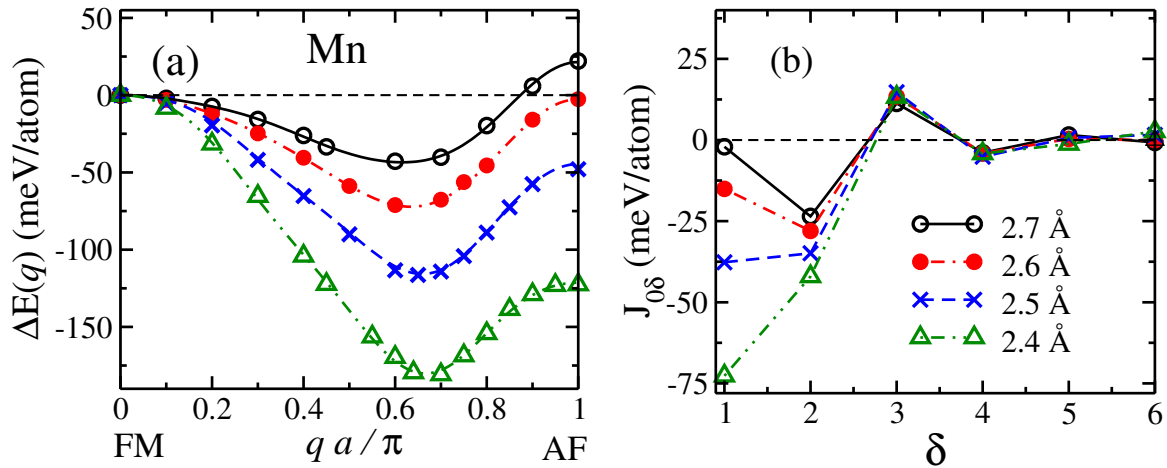 (a)
Mn
ΔE(q) (meV/atom)
50
0
-50
-100
-150
0
0.2
0.4
0.6
0.8
1
FM
q a / π
AF
(b)
J0δ (meV/atom)
25
0
-25
-50
-75
2.7 Å
2.6 Å
2.5 Å
2.4 Å
1
2
3
4
5
6
δ